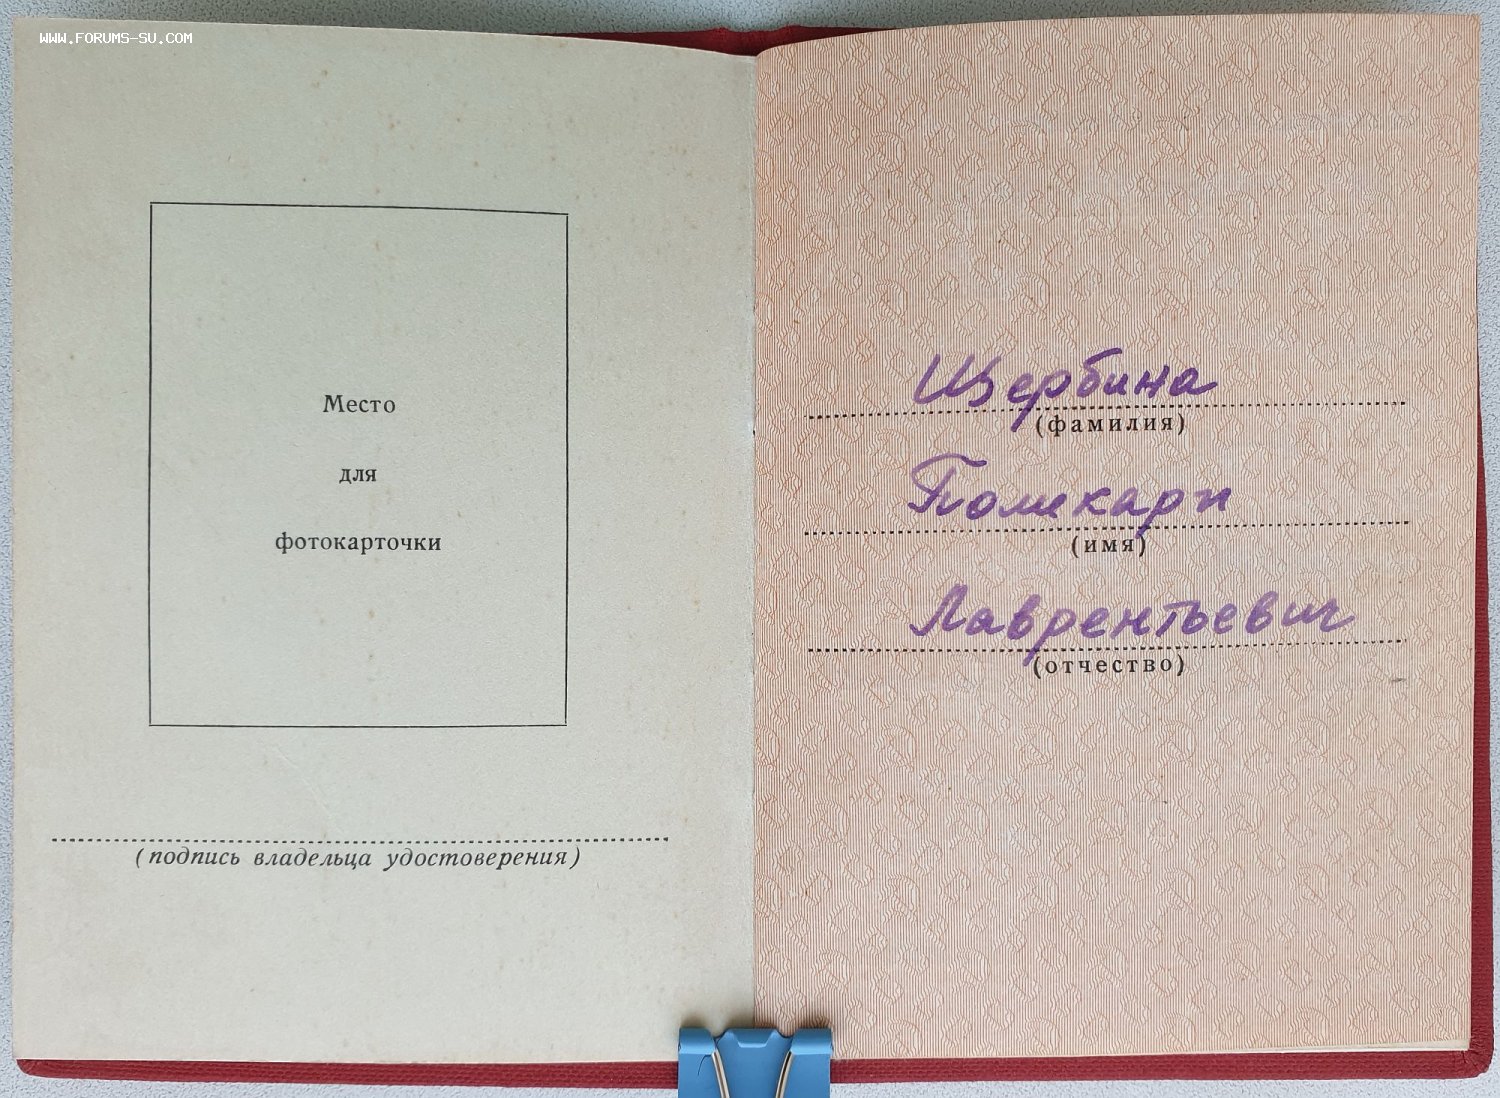 WWW.FORUMS-SU.COM
Место
для
фотокарточки
(подпись владельца удостоверения)
Щербина
(фамилия)
Поликарп
(имя)
Лаврентьевич
(отчество)